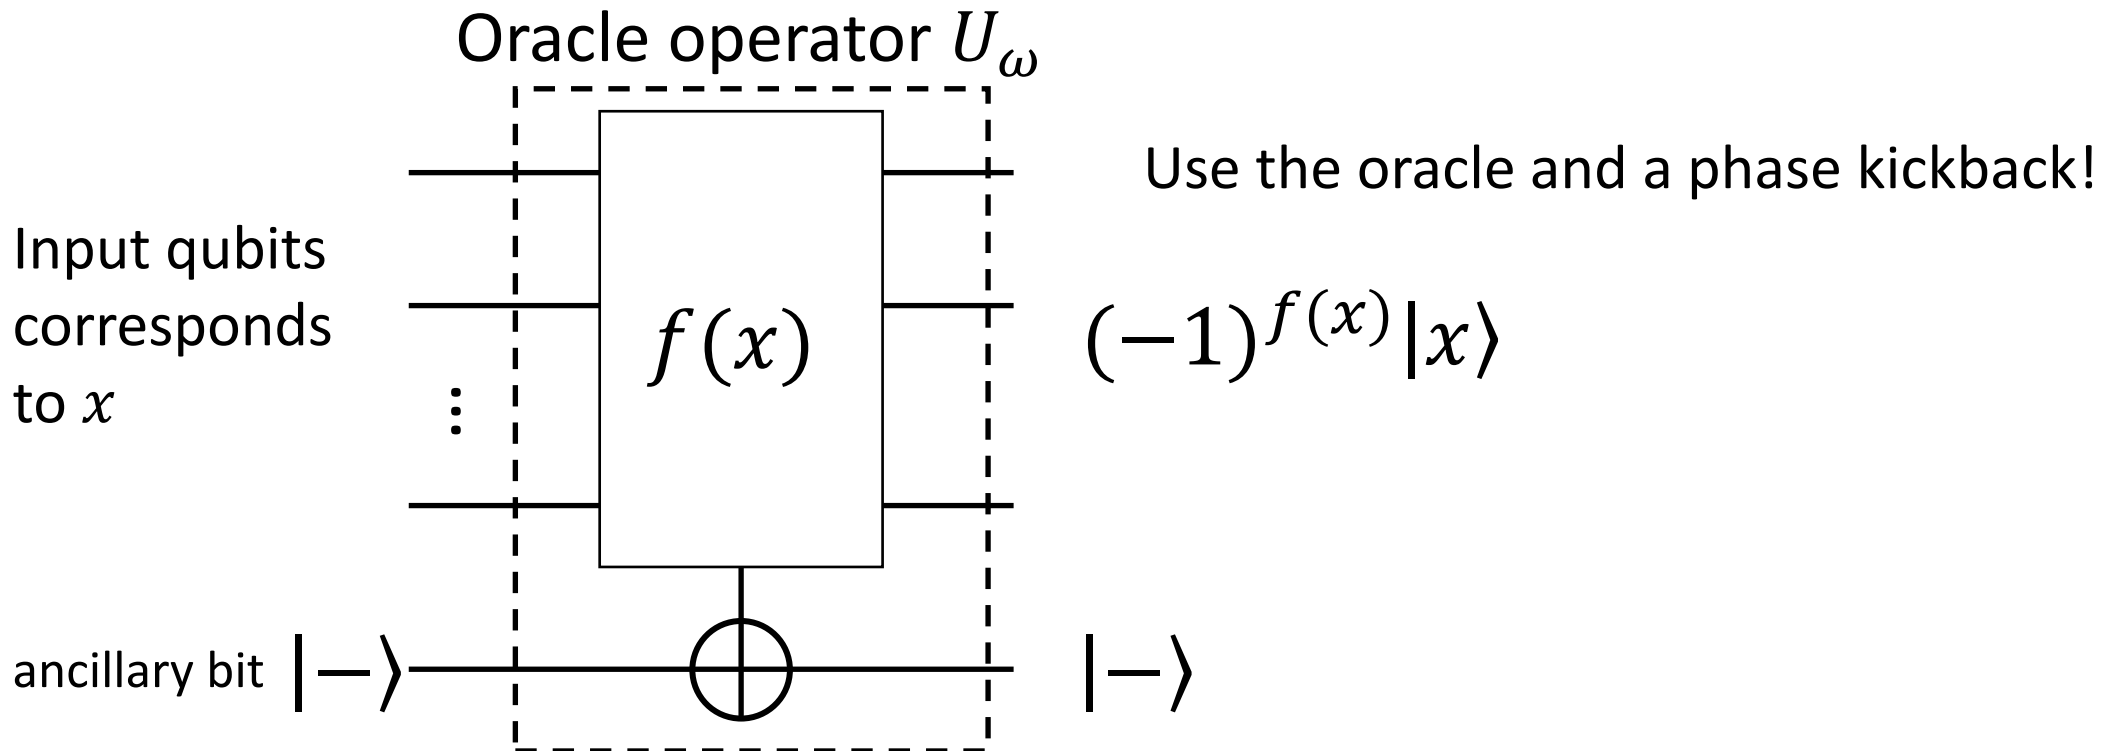 Oracle operator U_ω
Use the oracle and a phase kickback!
Input qubits
corresponds
to x
⋮
f(x)
(−1)^{f(x)}|x⟩
ancillary bit |−⟩
|−⟩